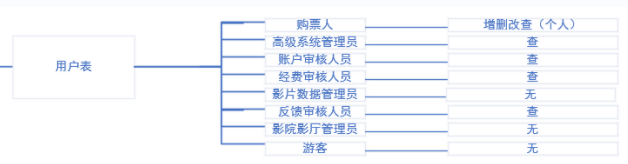 用户表
购票人 增删改查（个人）
高级系统管理员 查
账户审核人员 查
经费审核人员 查
影片数据管理员 无
反馈审核人员 查
影院影厅管理员 无
游客 无